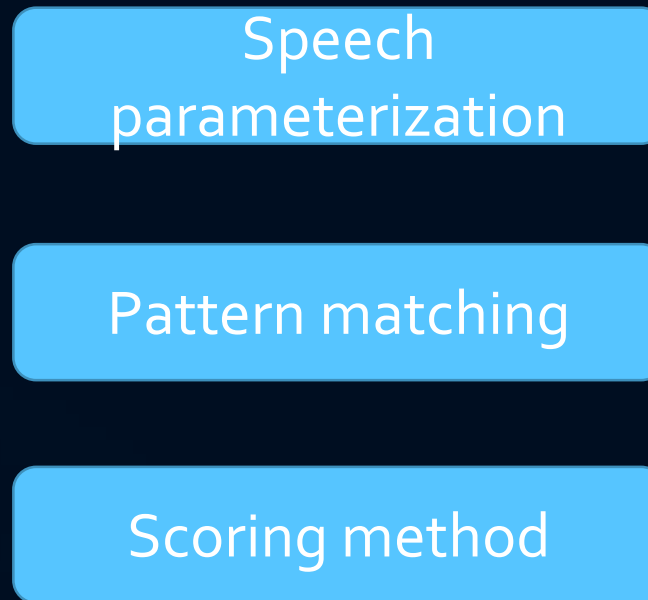 Speech
parameterization
Pattern matching
Scoring method